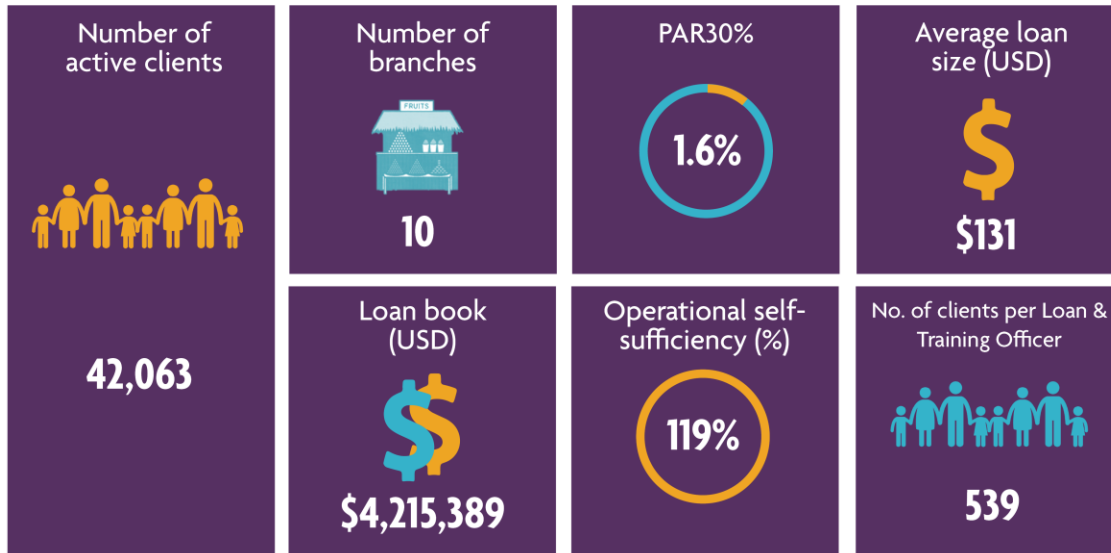 Number of
active clients
42,063
Number of
branches
FRUITS
10
PAR30%
1.6%
Average loan
size (USD)
$131
Loan book
(USD)
$4,215,389
Operational self-
sufficiency (%)
119%
No. of clients per Loan &
Training Officer
539